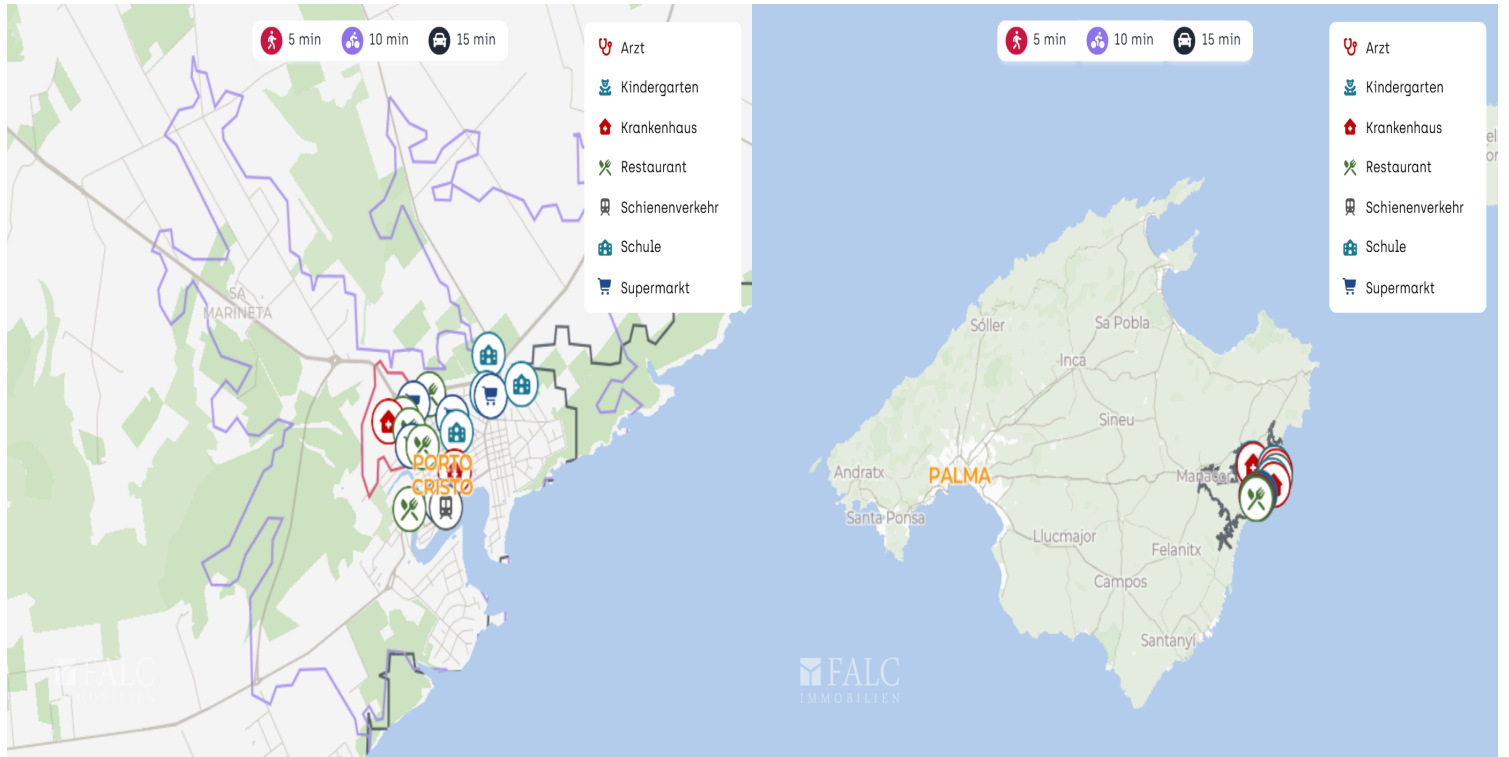 5 min
10 min
15 min
Arzt
Kindergarten
Krankenhaus
Restaurant
Schienenverkehr
Schule
Supermarkt
SA
MARINETA
PORTO
CRISTO
FALC
5 min
10 min
15 min
Arzt
Kindergarten
Krankenhaus
Restaurant
Schienenverkehr
Schule
Supermarkt
Sóller
Sa Pobla
Inca
Sineu
Andratx
PALMA
Santa Ponsa
Llucmajor
Felanitx
Campos
Santanyí
FALC
IMMOBILIEN